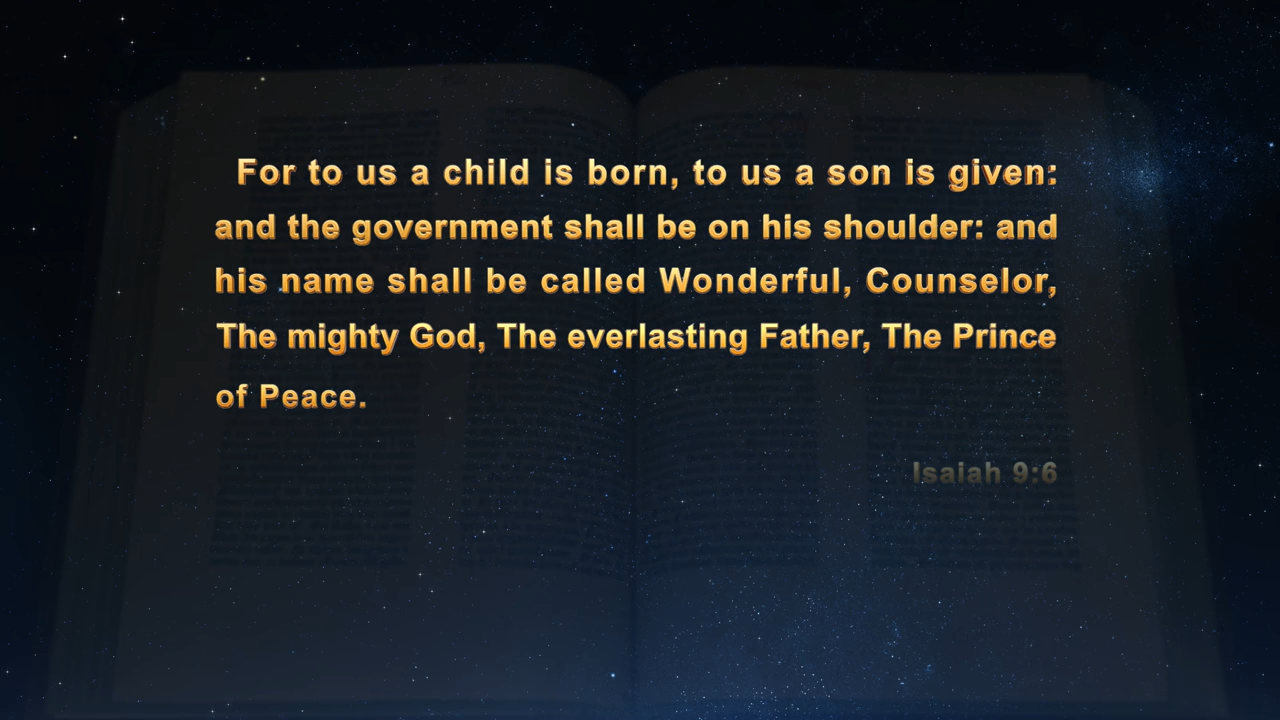 For to us a child is born, to us a son is given:
and the government shall be on his shoulder: and
his name shall be called Wonderful, Counselor,
The mighty God, The everlasting Father, The Prince
of Peace.
Isaiah 9:6